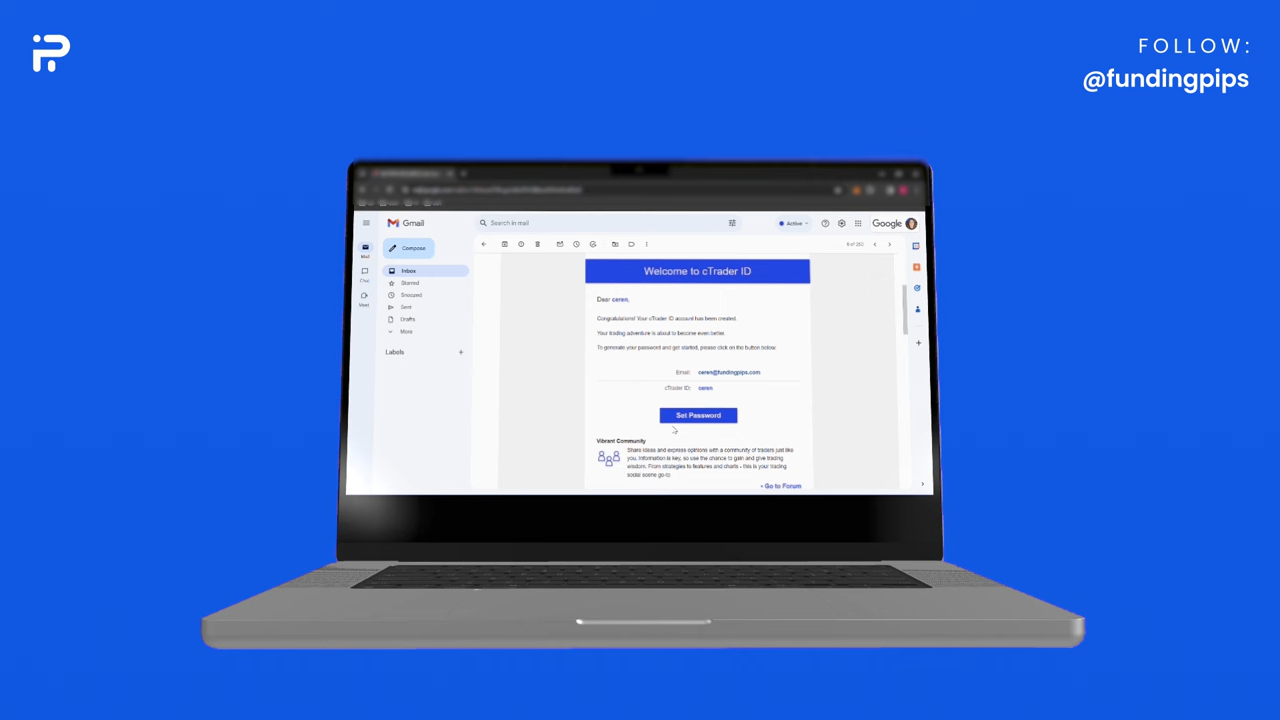 FOLLOW:
@fundingpips
Gmail
Search in mail
Active
Google
Compose
Mail
Inbox
Chat
Starred
Snoozed
Meet
Sent
Drafts
More
Labels
Welcome to cTrader ID
Dear ceren,
Congratulations! Your cTrader ID account has been created.
Your trading adventure is about to become even better.
To generate your password and get started, please click on the button below.
Email: ceren@fundingpips.com
cTrader ID: ceren
Set Password
Vibrant Community
Share ideas and express opinions with a community of traders just like
you. Information is key, so use the chance to gain and give trading
wisdom. From strategies to features and charts - this is your trading
social scene go-to
• Go to Forum